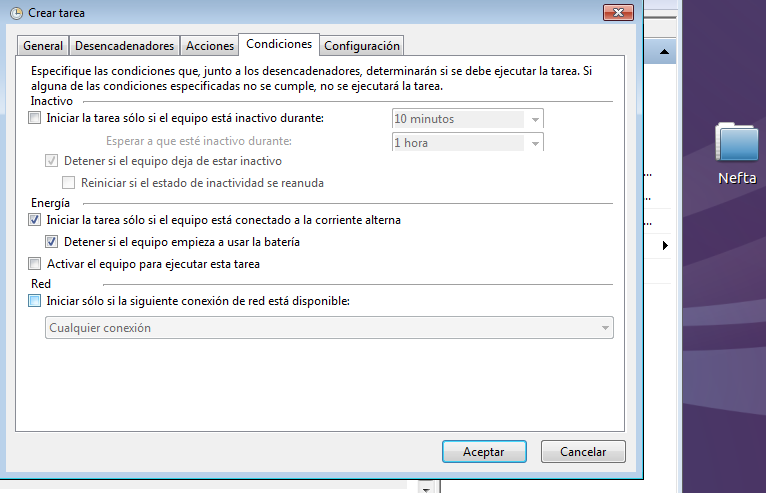 Crear tarea
General Desencadenadores Acciones Condiciones Configuración
Especifique las condiciones que, junto a los desencadenadores, determinarán si se debe ejecutar la tarea. Si
alguna de las condiciones especificadas no se cumple, no se ejecutará la tarea.
Inactivo
Iniciar la tarea sólo si el equipo está inactivo durante: 10 minutos
Esperar a que esté inactivo durante: 1 hora
Detener si el equipo deja de estar inactivo
Reiniciar si el estado de inactividad se reanuda
Energía
Iniciar la tarea sólo si el equipo está conectado a la corriente alterna
Detener si el equipo empieza a usar la batería
Activar el equipo para ejecutar esta tarea
Red
Iniciar sólo si la siguiente conexión de red está disponible:
Cualquier conexión
Aceptar Cancelar
Nefta